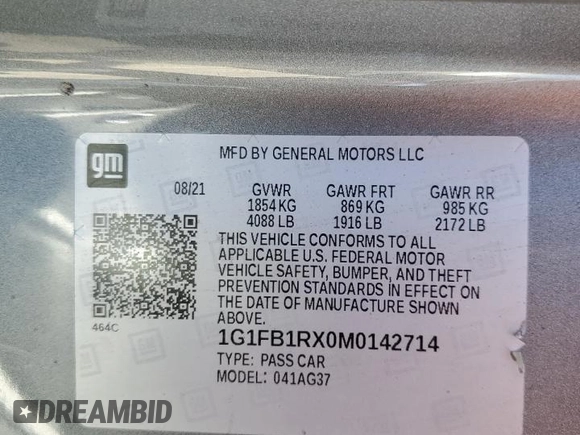 gm
MFD BY GENERAL MOTORS LLC
08/21 GVWR GAWR FRT GAWR RR
1854 KG 869 KG 985 KG
4088 LB 1916 LB 2172 LB
THIS VEHICLE CONFORMS TO ALL
APPLICABLE U.S. FEDERAL MOTOR
VEHICLE SAFETY, BUMPER, AND THEFT
PREVENTION STANDARDS IN EFFECT ON
THE DATE OF MANUFACTURE SHOWN
ABOVE.
464C
1G1FB1RX0M0142714
TYPE: PASS CAR
MODEL: 041AG37
DREAMBID